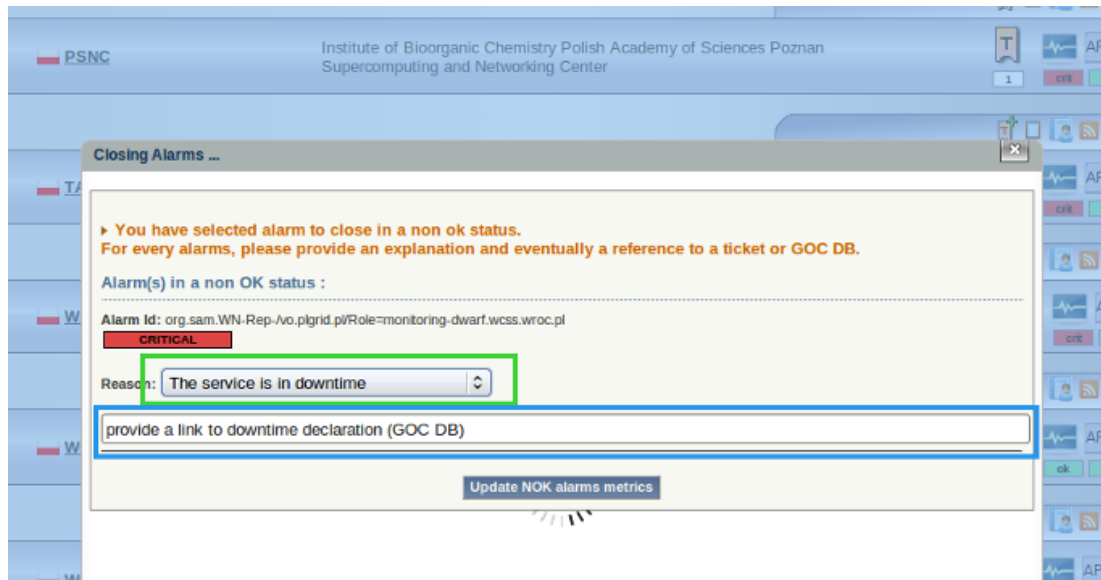 PSNC
Institute of Bioorganic Chemistry Polish Academy of Sciences Poznan
Supercomputing and Networking Center
T
1
crit
T
Closing Alarms ...
x
TA
crit
▸ You have selected alarm to close in a non ok status.
For every alarms, please provide an explanation and eventually a reference to a ticket or GOC DB.
Alarm(s) in a non OK status :
W
Alarm Id: org.sam.WN-Rep-/vo.plgrid.pl/Role=monitoring-dwarf.wcss.wroc.pl
CRITICAL
crit
Reason: The service is in downtime
provide a link to downtime declaration (GOC DB)
W
ok
Update NOK alarms metrics
W